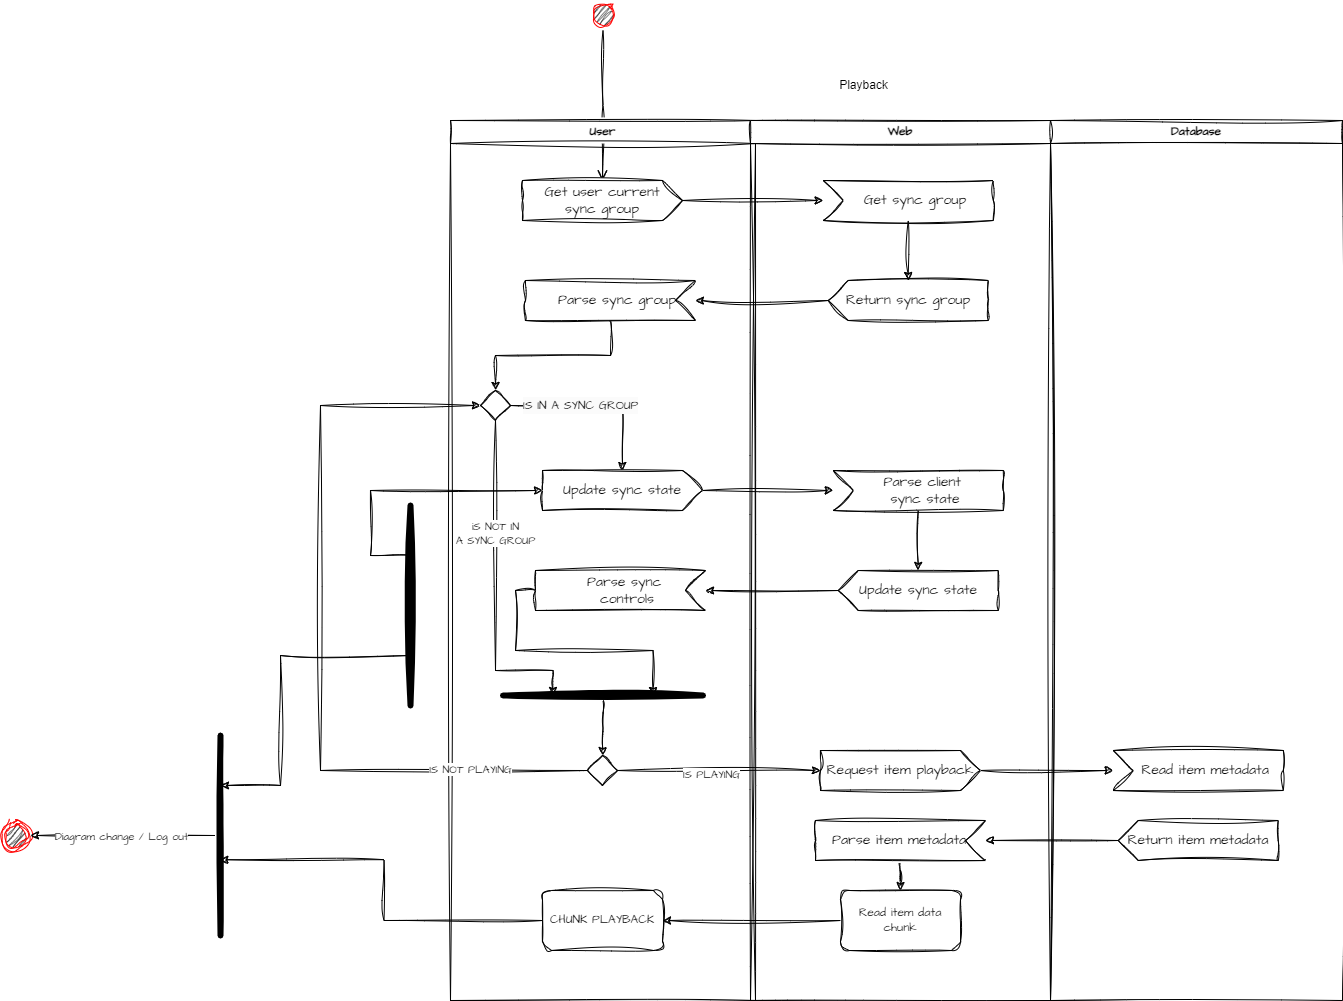 Playback
User
Web
Database
Get user current
sync group
Get sync group
Parse sync group
Return sync group
IS IN A SYNC GROUP
Update sync state
Parse client
sync state
IS NOT IN
A SYNC GROUP
Parse sync
controls
Update sync state
IS NOT PLAYING
IS PLAYING
Request item playback
Read item metadata
Diagram change / Log out
Parse item metadata
Return item metadata
CHUNK PLAYBACK
Read item data
chunk